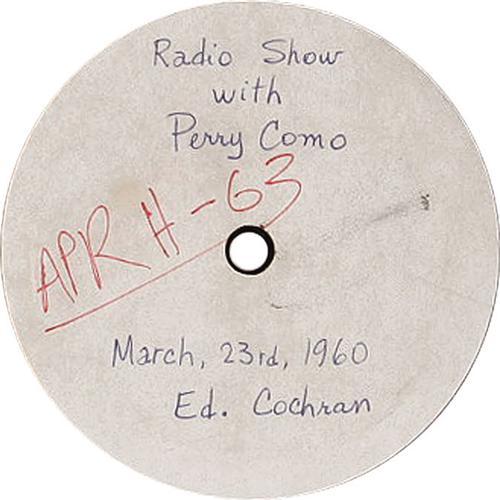 Radio Show
with
Perry Como
APR H-63
March, 23rd, 1960
Ed. Cochran